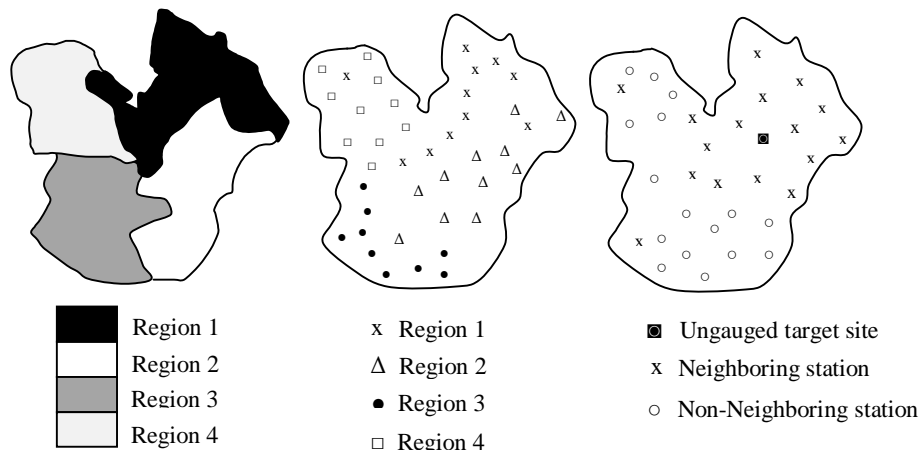 Region 1
Region 2
Region 3
Region 4
x Region 1
Δ Region 2
● Region 3
□ Region 4
◙ Ungauged target site
x Neighboring station
○ Non-Neighboring station